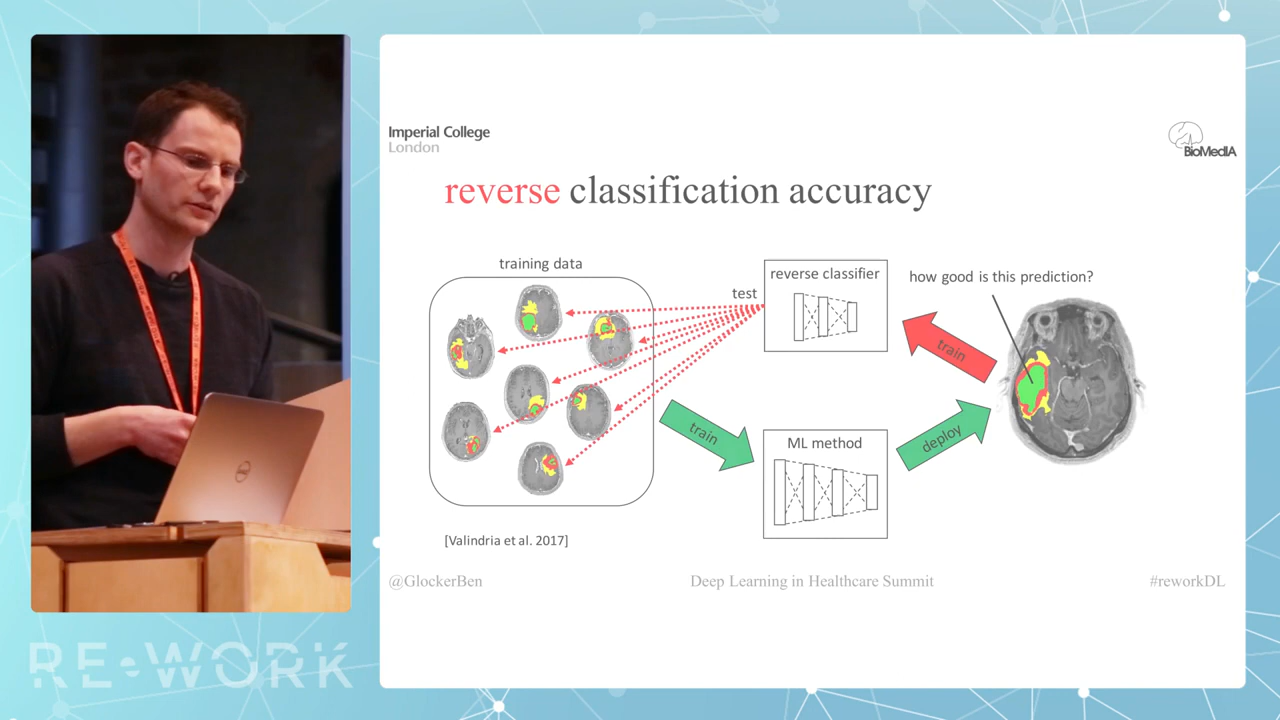 Imperial College
London
BioMedIA
reverse classification accuracy
training data
reverse classifier
how good is this prediction?
test
train
train
ML method
deploy
[Valindria et al. 2017]
@GlockerBen
Deep Learning in Healthcare Summit
#reworkDL
RE•WORK